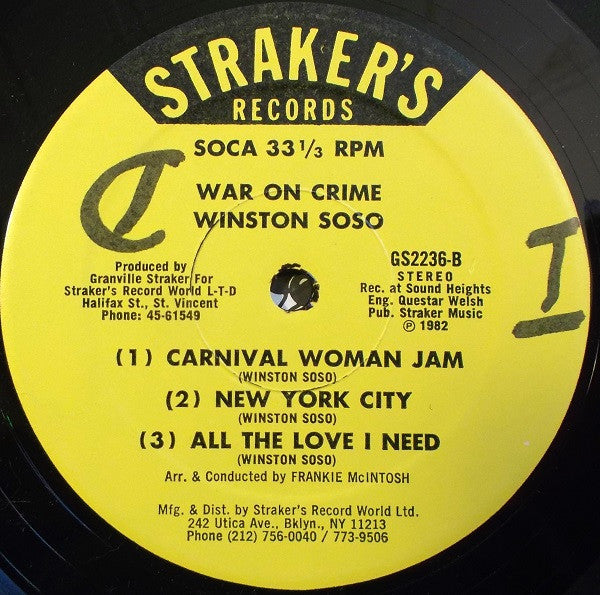 STRAKER'S
RECORDS
SOCA 33 1/3 RPM
WAR ON CRIME
WINSTON SOSO
Produced by
Granville Straker For
Straker's Record World L-T-D
Halifax St., St. Vincent
Phone: 45-61549
GS2236-B
STEREO
Rec. at Sound Heights
Eng. Questar Welsh
Pub. Straker Music
℗ 1982
(1) CARNIVAL WOMAN JAM
(WINSTON SOSO)
(2) NEW YORK CITY
(WINSTON SOSO)
(3) ALL THE LOVE I NEED
(WINSTON SOSO)
Arr. & Conducted by FRANKIE McINTOSH
Mfg. & Dist. by Straker's Record World Ltd.
242 Utica Ave., Bklyn., NY 11213
Phone (212) 756-0040 / 773-9506
I